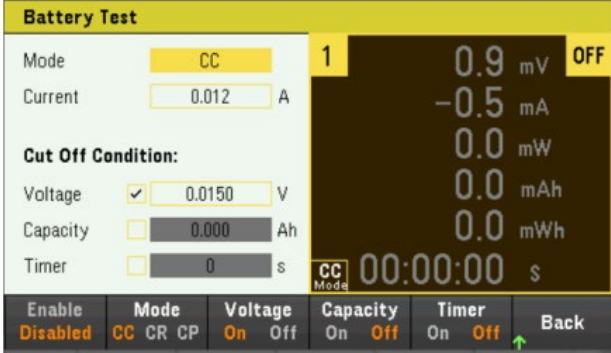 Battery Test
Mode CC
Current 0.012 A
Cut Off Condition:
Voltage 0.0150 V
Capacity 0.000 Ah
Timer 0 s
1 OFF
0.9 mV
-0.5 mA
0.0 mW
0.0 mAh
0.0 mWh
CC Mode 00:00:00 s
Enable Mode Voltage Capacity Timer Back
Disabled CC CR CP On Off On Off On Off